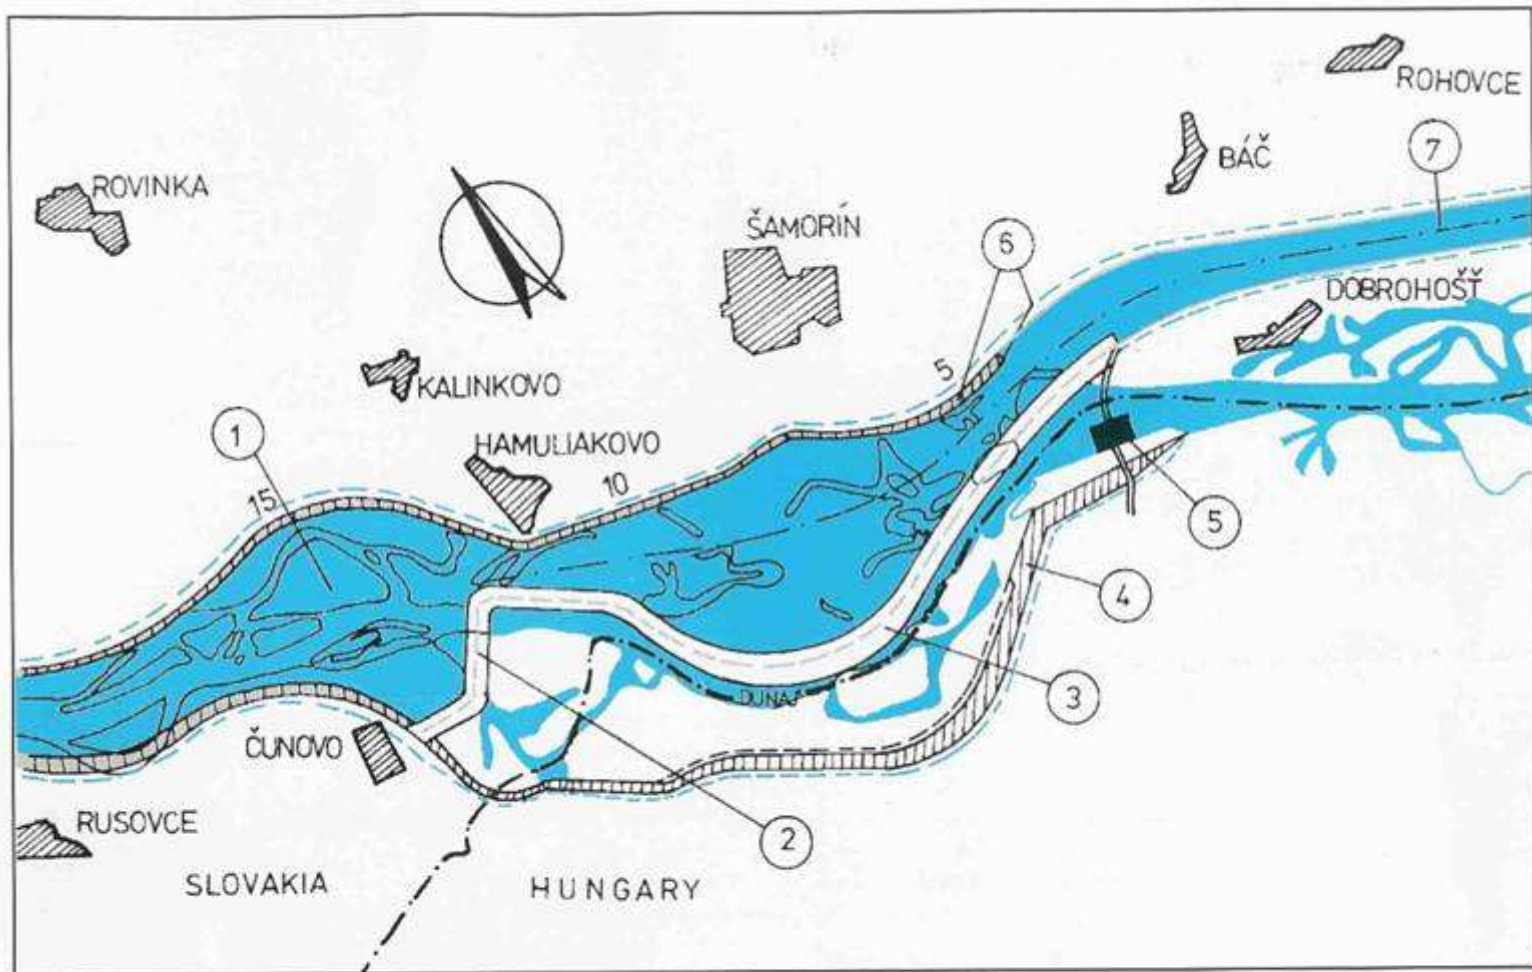 ROHOVCE
BÁČ
7
ROVINKA
ŠAMORÍN
6
DOBROHOŠŤ
5
KALINKOVO
1
HAMULIAKOVO
10
15
5
4
DUNAJ
3
ČUNOVO
2
RUSOVCE
SLOVAKIA
HUNGARY